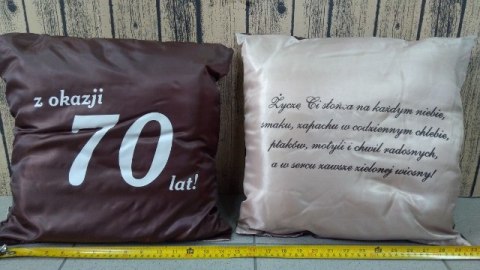 z okazji
70
lat!
Życzę Ci słońca na każdym niebie,
smaku, zapachu w codziennym chlebie,
ptaków, motyli i chwil radosnych,
a w sercu zawsze zielonej wiosny!